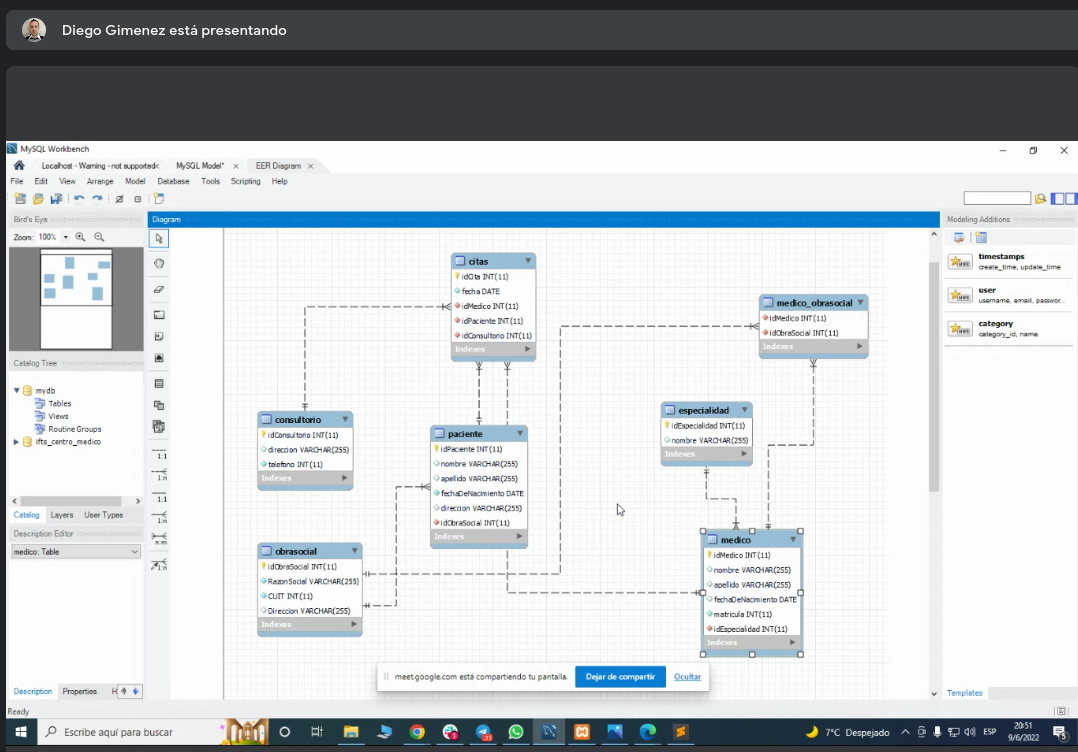 Diego Gimenez está presentando
MySQL Workbench
Localhost - Warning - not supported
MySQL Model*
EER Diagram
File Edit View Arrange Model Database Tools Scripting Help
Bird's Eye
Diagram
Modeling Additions
Zoom: 100%
timestamps
create_time, update_time
user
username, email, passwor...
category
category_id, name
citas
idCita INT(11)
fecha DATE
idMedico INT(11)
idPaciente INT(11)
idConsultorio INT(11)
Indexes
medico_obrasocial
idMedico INT(11)
idObraSocial INT(11)
Indexes
Catalog Tree
mydb
Tables
Views
Routine Groups
ifts_centro_medico
consultorio
idConsultorio INT(11)
direccion VARCHAR(255)
telefono INT(11)
Indexes
paciente
idPaciente INT(11)
nombre VARCHAR(255)
apellido VARCHAR(255)
fechaDeNacimiento DATE
direccion VARCHAR(255)
idObraSocial INT(11)
Indexes
especialidad
idEspecialidad INT(11)
nombre VARCHAR(255)
Indexes
1:1
1:n
1:1
1:n
n:m
1:n
Catalog Layers User Types
Description Editor
medico: Table
obrasocial
idObraSocial INT(11)
RazonSocial VARCHAR(255)
CUIT INT(11)
Direccion VARCHAR(255)
Indexes
medico
idMedico INT(11)
nombre VARCHAR(255)
apellido VARCHAR(255)
fechaDeNacimiento DATE
matricula INT(11)
idEspecialidad INT(11)
Indexes
meet.google.com está compartiendo tu pantalla.
Dejar de compartir
Ocultar
Description Properties H
Templates
Ready
Escribe aquí para buscar
7°C Despejado
ESP
20:51
9/6/2022
5